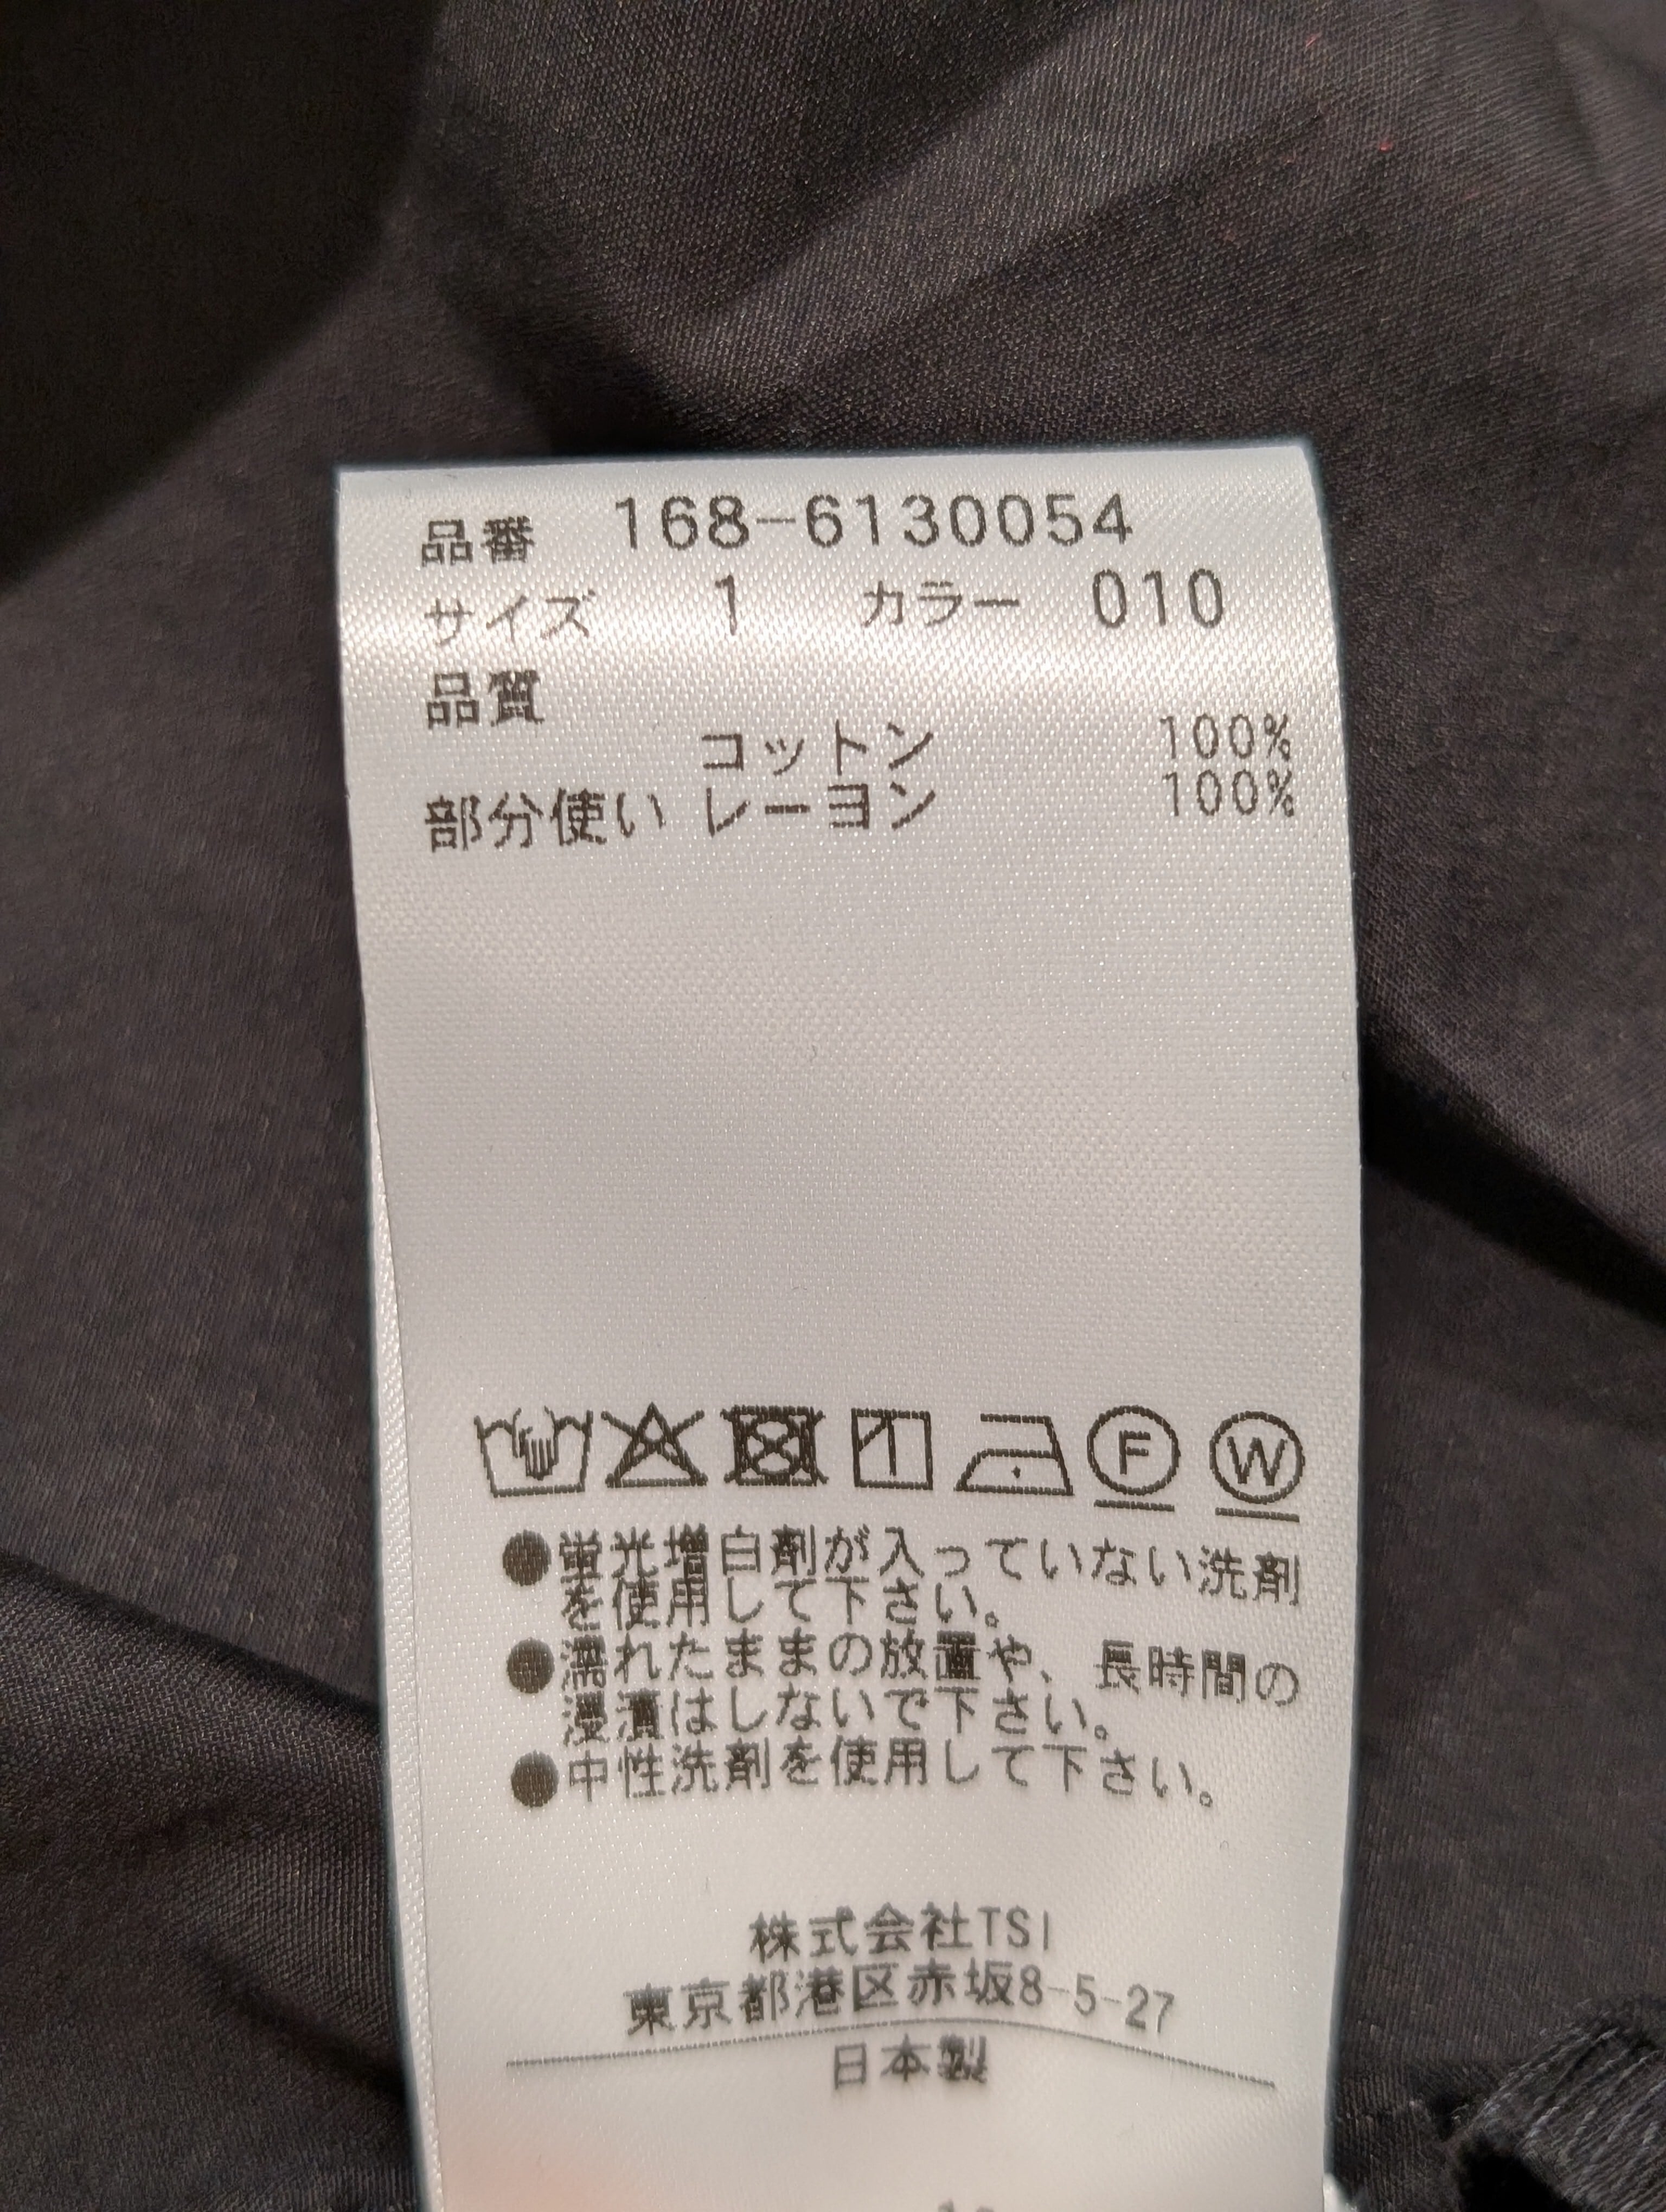 品番 168-6130054
サイズ 1 カラー 010
品質
コットン 100%
部分使い レーヨン 100%
F W
●蛍光増白剤が入っていない洗剤
を使用して下さい。
●濡れたままの放置や、長時間の
浸漬はしないで下さい。
●中性洗剤を使用して下さい。
株式会社TSI
東京都港区赤坂8-5-27
日本製